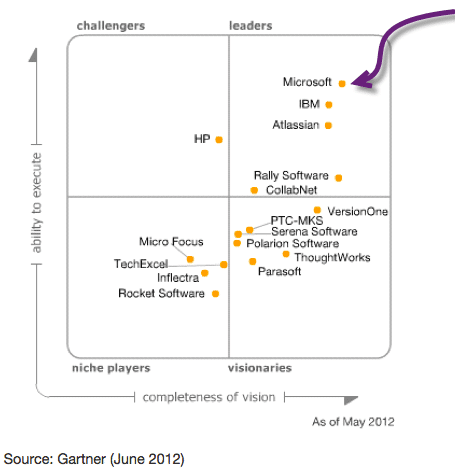 challengers
leaders
Microsoft
IBM
Atlassian
HP
Rally Software
CollabNet
VersionOne
PTC-MKS
Serena Software
Micro Focus
Polarion Software
ThoughtWorks
TechExcel
Parasoft
Inflectra
Rocket Software
niche players
visionaries
ability to execute
completeness of vision
As of May 2012
Source: Gartner (June 2012)